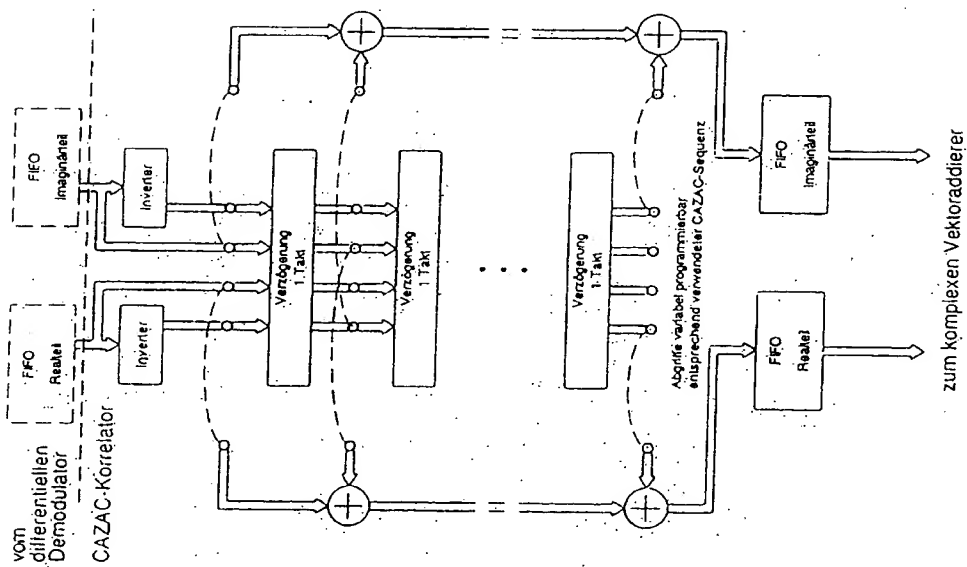 vom
differentiellen
Demodulator
CAZAC-Korrelator
FIFO
Realteil
FIFO
Imaginärteil
Inverter
Inverter
Verzögerung
1-Takt
Verzögerung
1-Takt
Verzögerung
1-Takt
Abgriffe variabel programmierbar
entsprechend verwendeter CAZAC-Sequenz
FIFO
Realteil
FIFO
Imaginärteil
zum komplexen Vektoraddierer